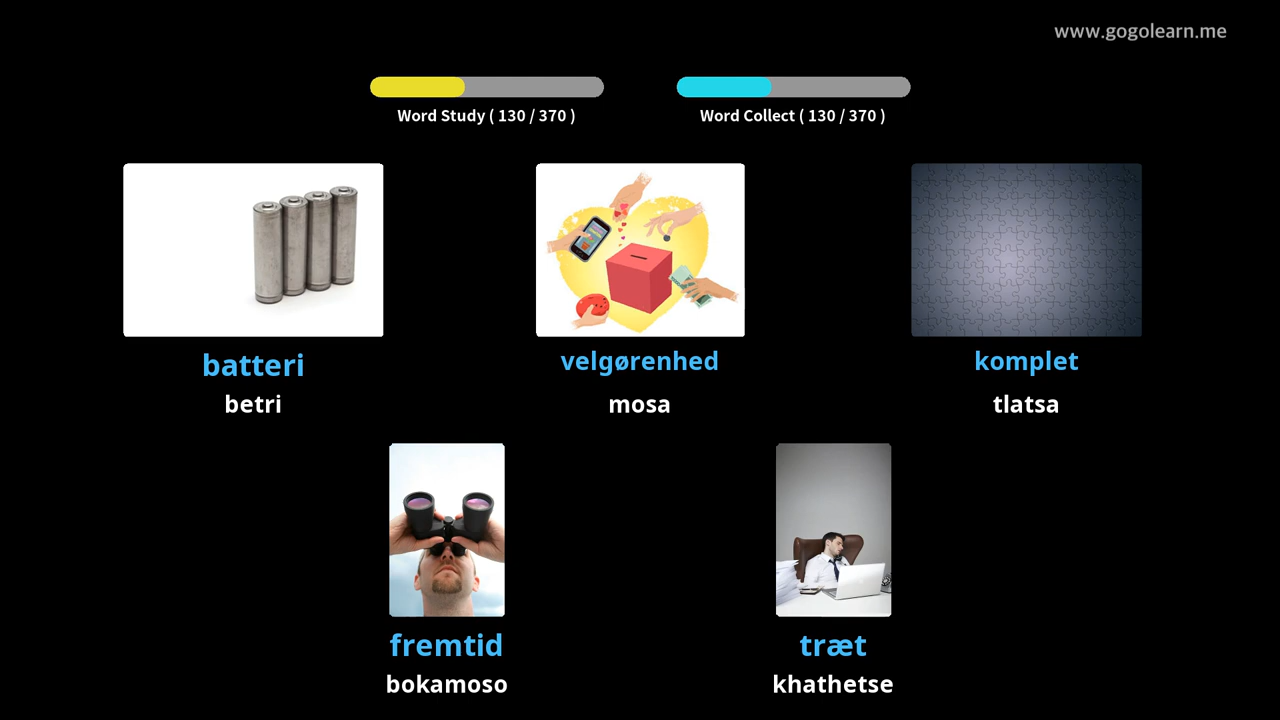 www.gogolearn.me
Word Study ( 130 / 370 )
Word Collect ( 130 / 370 )
batteri
betri
velgørenhed
mosa
komplet
tlatsa
fremtid
bokamoso
træt
khathetse